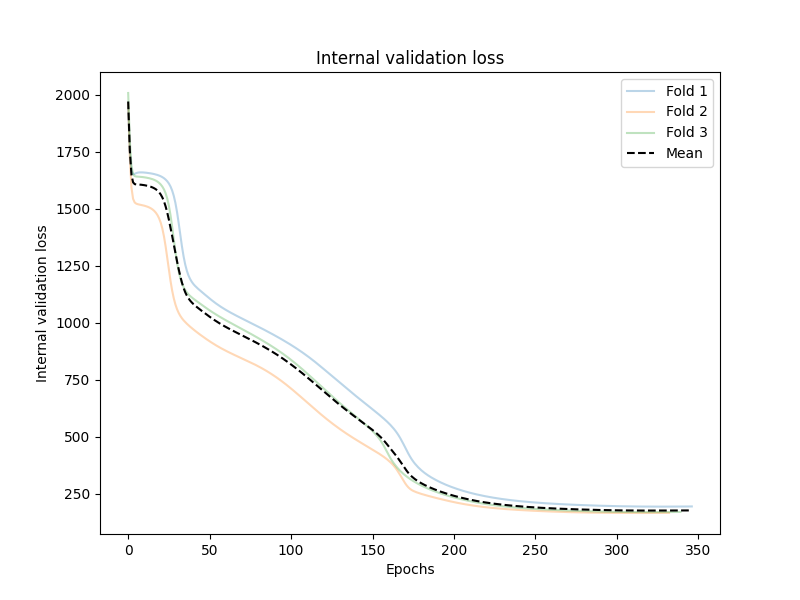 Internal validation loss
Fold 1
Fold 2
Fold 3
Mean
Internal validation loss
2000
1750
1500
1250
1000
750
500
250
0 50 100 150 200 250 300 350
Epochs